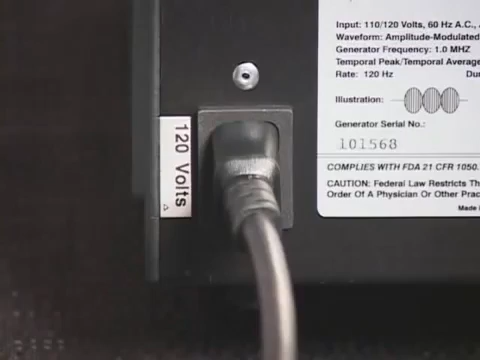 Input: 110/120 Volts, 60 Hz A.C.,
Waveform: Amplitude-Modulated
Generator Frequency: 1.0 MHZ
Temporal Peak/Temporal Average
Rate: 120 Hz
Illustration:
Generator Serial No.:
101568
COMPLIES WITH FDA 21 CFR 1050.
CAUTION: Federal Law Restricts
Order Of A Physician Or Other
Made
120 Volts